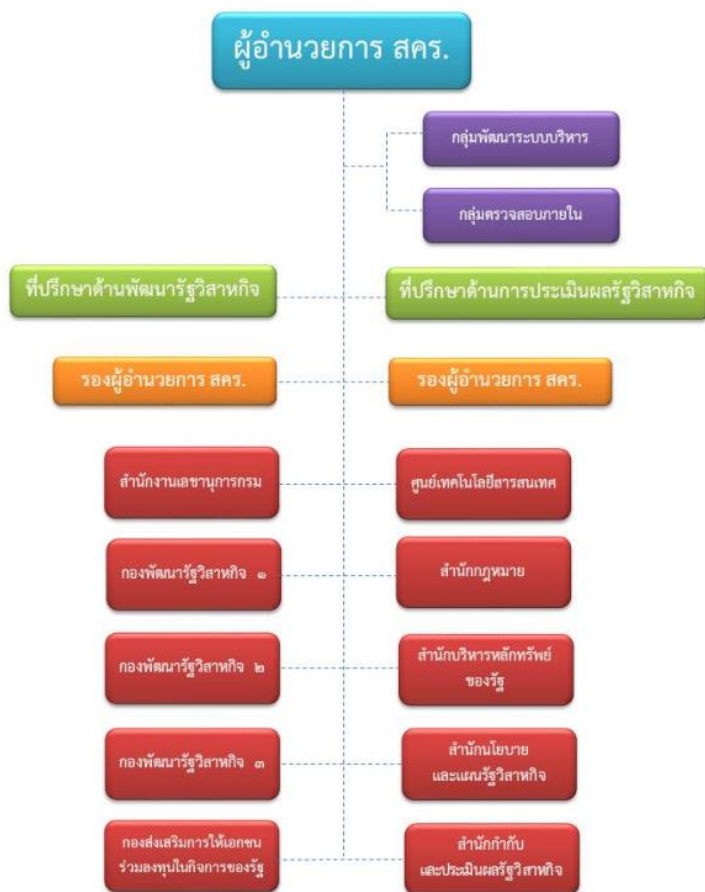 ผู้อำนวยการ สคร.
กลุ่มพัฒนาระบบบริหาร
กลุ่มตรวจสอบภายใน
ที่ปรึกษาด้านพัฒนารัฐวิสาหกิจ
ที่ปรึกษาด้านการประเมินผลรัฐวิสาหกิจ
รองผู้อำนวยการ สคร.
รองผู้อำนวยการ สคร.
สำนักงานเลขานุการกรม
ศูนย์เทคโนโลยีสารสนเทศ
กองพัฒนารัฐวิสาหกิจ ๑
สำนักกฎหมาย
กองพัฒนารัฐวิสาหกิจ ๒
สำนักบริหารหลักทรัพย์
ของรัฐ
กองพัฒนารัฐวิสาหกิจ ๓
สำนักนโยบาย
และแผนรัฐวิสาหกิจ
กองส่งเสริมการให้เอกชน
ร่วมลงทุนในกิจการของรัฐ
สำนักกำกับ
และประเมินผลรัฐวิสาหกิจ